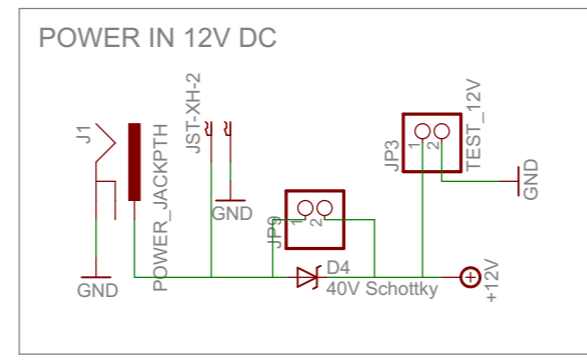 POWER IN 12V DC
J1
POWER_JACKPTH
GND
JST-XH-2
GND
JP9
1
2
D4
40V Schottky
JP3
1
2
TEST_12V
GND
+12V